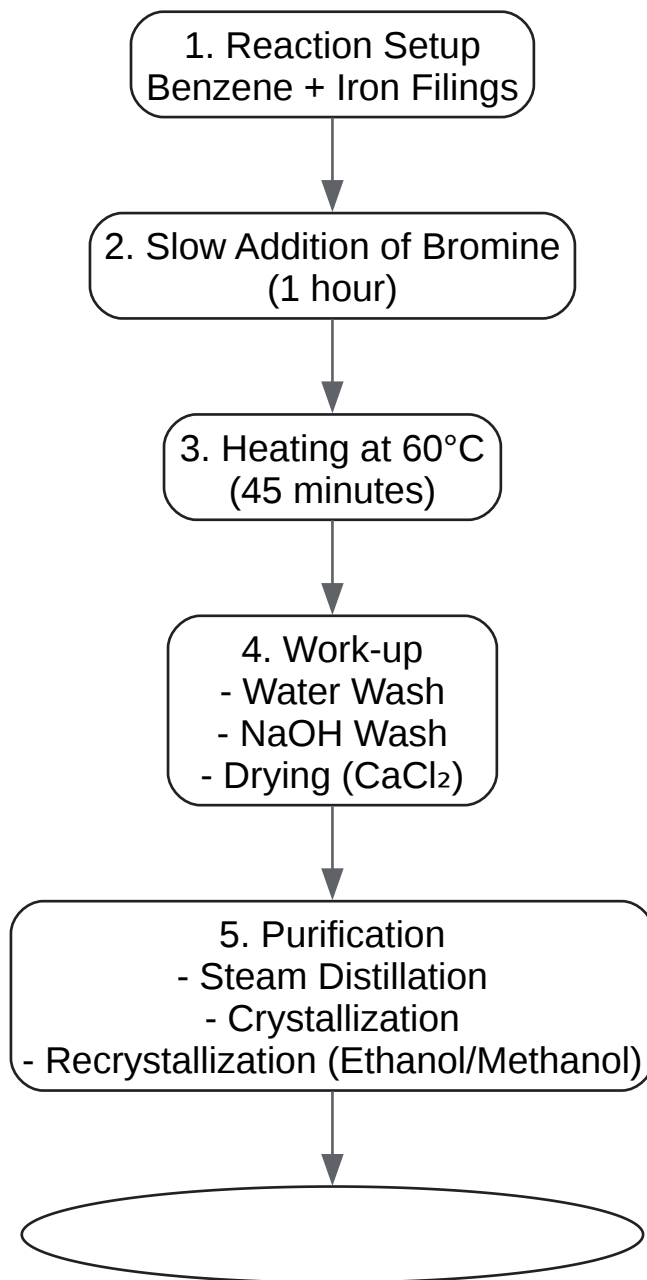 1. Reaction Setup
Benzene + Iron Filings
2. Slow Addition of Bromine
(1 hour)
3. Heating at 60°C
(45 minutes)
4. Work-up
- Water Wash
- NaOH Wash
- Drying (CaCl₂)
5. Purification
- Steam Distillation
- Crystallization
- Recrystallization (Ethanol/Methanol)